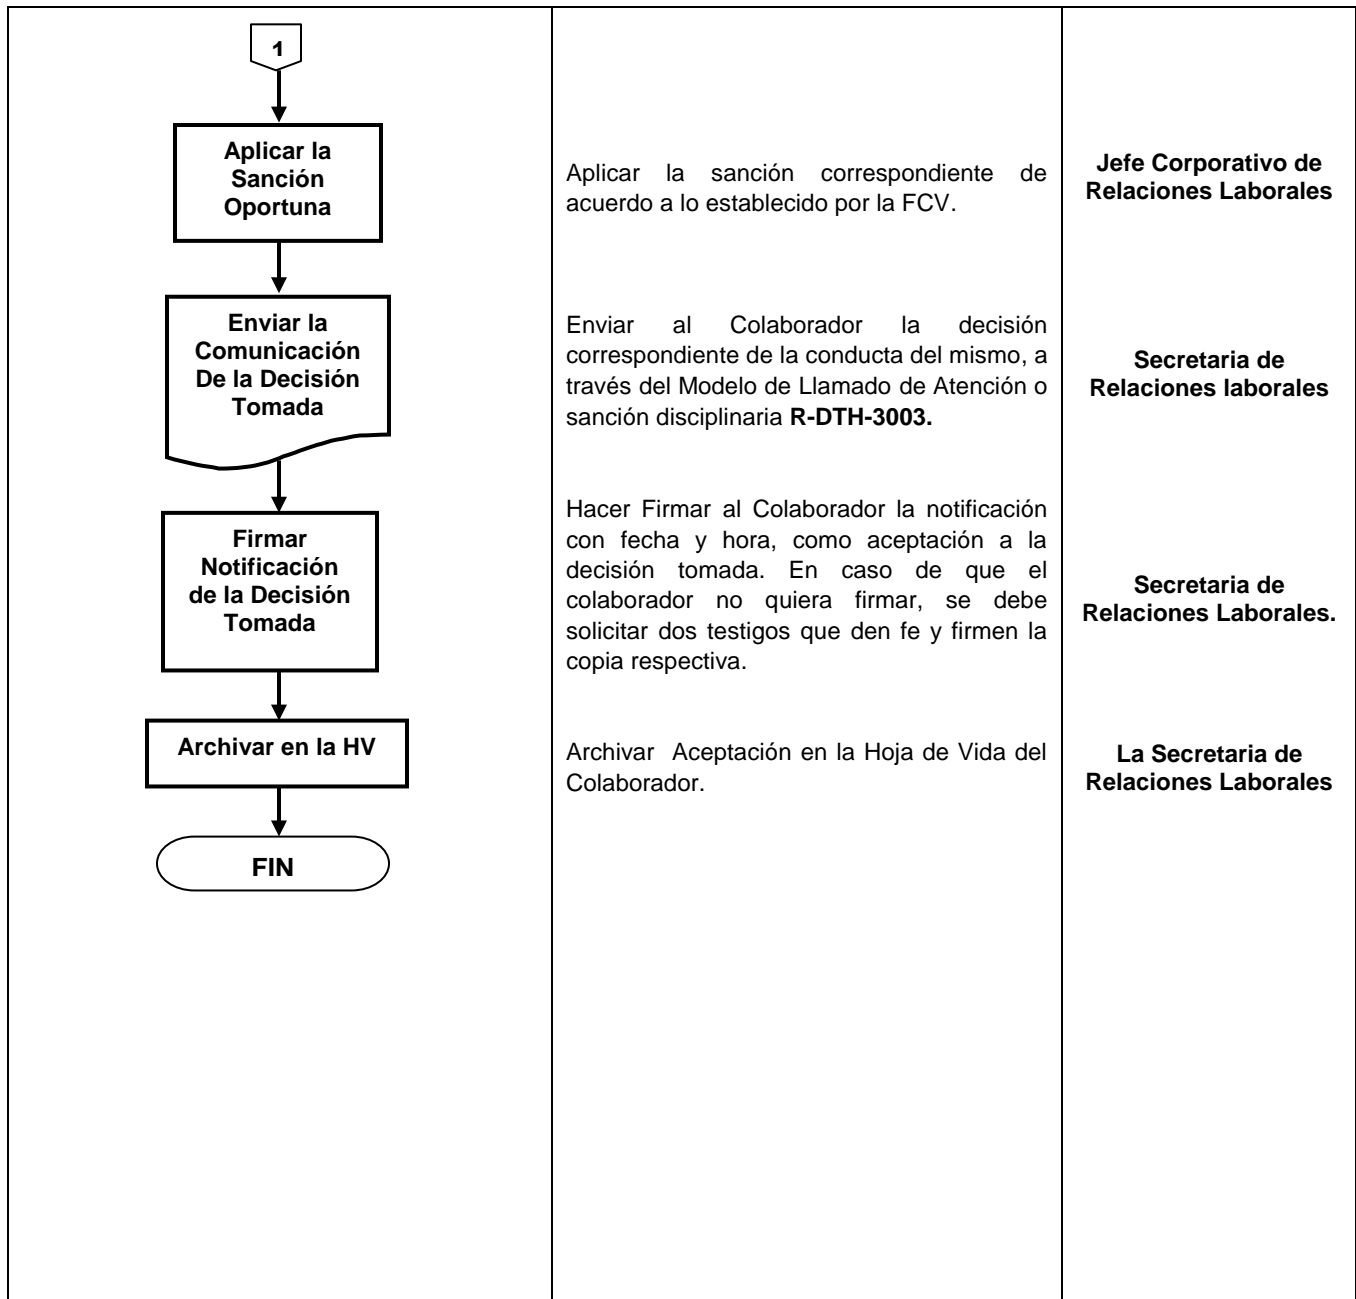 1
Aplicar la
Sanción
Oportuna
Aplicar la sanción correspondiente de
acuerdo a lo establecido por la FCV.
Jefe Corporativo de
Relaciones Laborales
Enviar la
Comunicación
De la Decisión
Tomada
Enviar al Colaborador la decisión
correspondiente de la conducta del mismo, a
través del Modelo de Llamado de Atención o
sanción disciplinaria R-DTH-3003.
Secretaria de
Relaciones laborales
Firmar
Notificación
de la Decisión
Tomada
Hacer Firmar al Colaborador la notificación
con fecha y hora, como aceptación a la
decisión tomada. En caso de que el
colaborador no quiera firmar, se debe
solicitar dos testigos que den fe y firmen la
copia respectiva.
Secretaria de
Relaciones Laborales.
Archivar en la HV
Archivar Aceptación en la Hoja de Vida del
Colaborador.
La Secretaria de
Relaciones Laborales
FIN